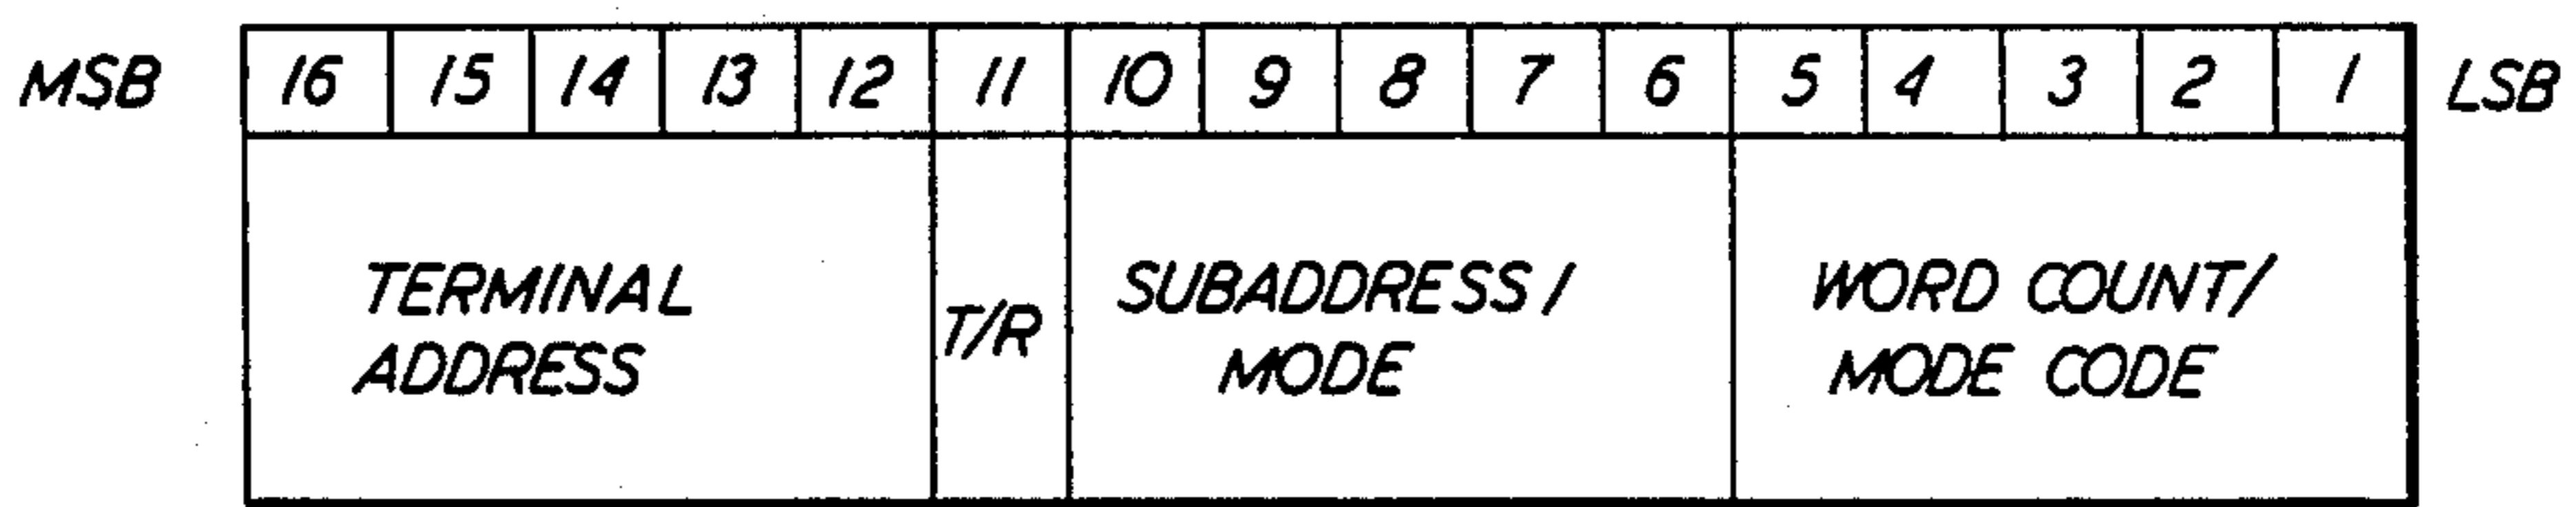 MSB 16 15 14 13 12 11 10 9 8 7 6 5 4 3 2 1 LSB
TERMINAL
ADDRESS
T/R
SUBADDRESS /
MODE
WORD COUNT/
MODE CODE